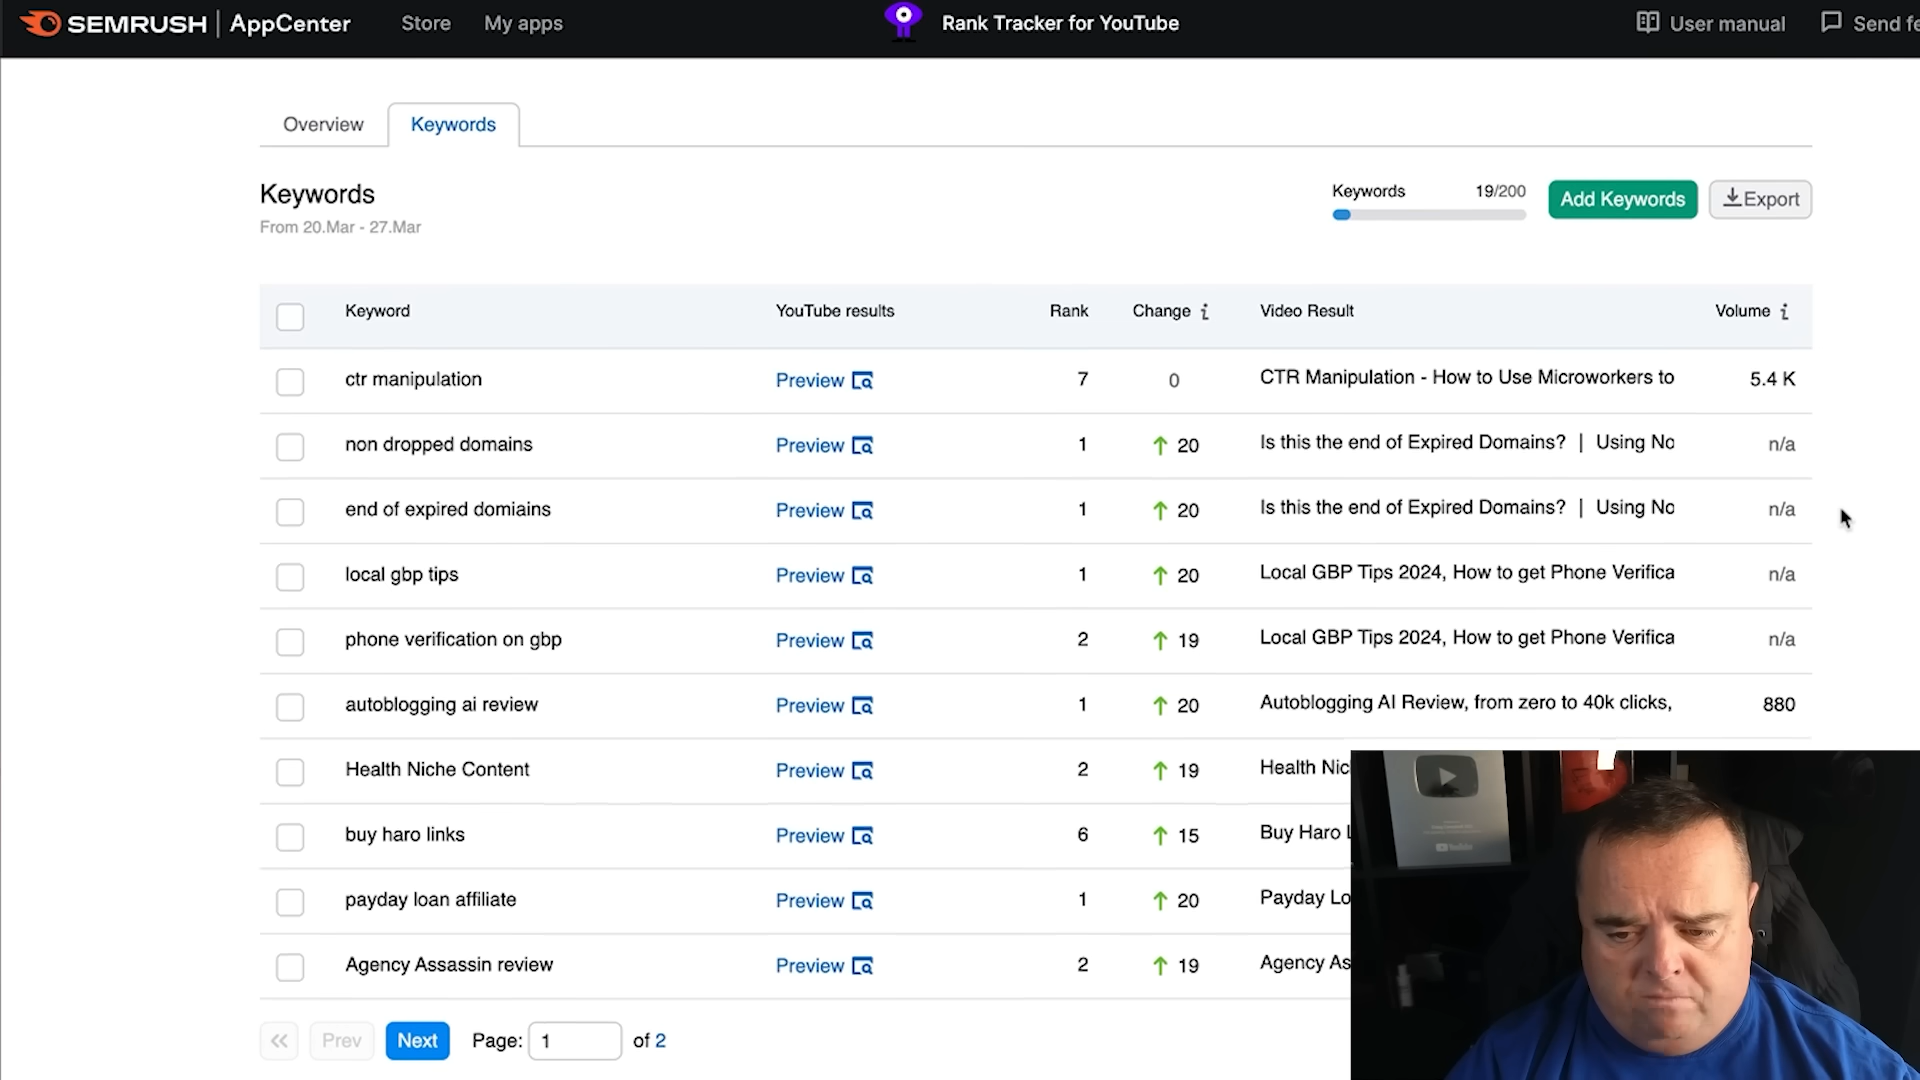 SEMRUSH | AppCenter Store My apps Rank Tracker for YouTube User manual Send fe
Overview Keywords
Keywords
From 20.Mar - 27.Mar
Keywords 19/200 Add Keywords Export
Keyword YouTube results Rank Change i Video Result Volume i
ctr manipulation Preview 7 0 CTR Manipulation - How to Use Microworkers to 5.4 K
non dropped domains Preview 1 ↑ 20 Is this the end of Expired Domains? | Using No n/a
end of expired domiains Preview 1 ↑ 20 Is this the end of Expired Domains? | Using No n/a
local gbp tips Preview 1 ↑ 20 Local GBP Tips 2024, How to get Phone Verifica n/a
phone verification on gbp Preview 2 ↑ 19 Local GBP Tips 2024, How to get Phone Verifica n/a
autoblogging ai review Preview 1 ↑ 20 Autoblogging AI Review, from zero to 40k clicks, 880
Health Niche Content Preview 2 ↑ 19 Health Nic
buy haro links Preview 6 ↑ 15 Buy Haro L
payday loan affiliate Preview 1 ↑ 20 Payday Lo
Agency Assassin review Preview 2 ↑ 19 Agency As
« Prev Next Page: 1 of 2
YouTube